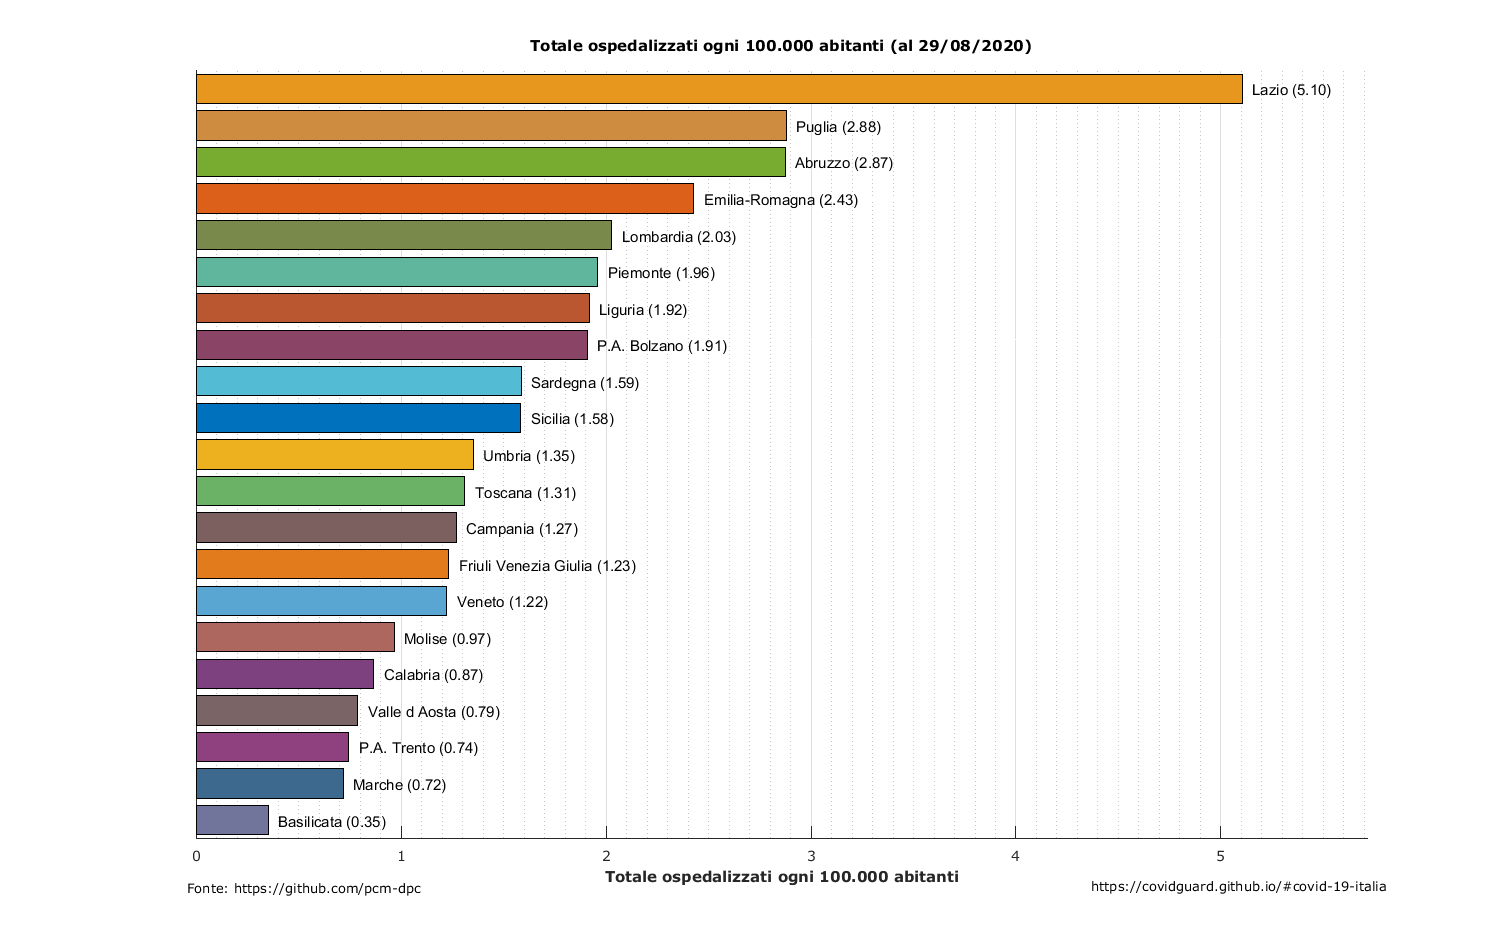 Totale ospedalizzati ogni 100.000 abitanti (al 29/08/2020)
Lazio (5.10)
Puglia (2.88)
Abruzzo (2.87)
Emilia-Romagna (2.43)
Lombardia (2.03)
Piemonte (1.96)
Liguria (1.92)
P.A. Bolzano (1.91)
Sardegna (1.59)
Sicilia (1.58)
Umbria (1.35)
Toscana (1.31)
Campania (1.27)
Friuli Venezia Giulia (1.23)
Veneto (1.22)
Molise (0.97)
Calabria (0.87)
Valle d Aosta (0.79)
P.A. Trento (0.74)
Marche (0.72)
Basilicata (0.35)
0 1 2 3 4 5
Totale ospedalizzati ogni 100.000 abitanti
Fonte: https://github.com/pcm-dpc
https://covidguard.github.io/#covid-19-italia